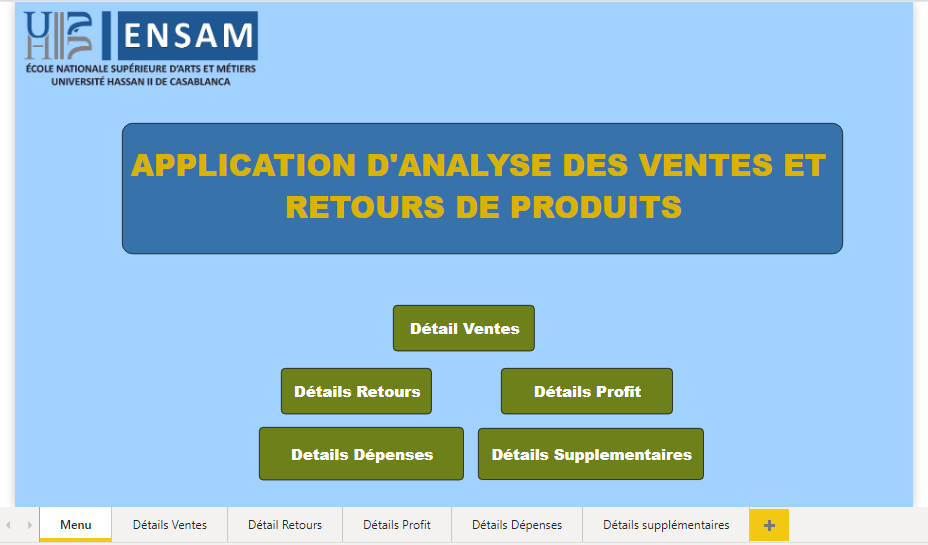 UH2C ENSAM
ÉCOLE NATIONALE SUPÉRIEURE D'ARTS ET MÉTIERS
UNIVERSITÉ HASSAN II DE CASABLANCA
APPLICATION D'ANALYSE DES VENTES ET
RETOURS DE PRODUITS
Détail Ventes
Détails Retours
Détails Profit
Details Dépenses
Détails Supplementaires
Menu
Détails Ventes
Détail Retours
Détails Profit
Détails Dépenses
Détails supplémentaires
+